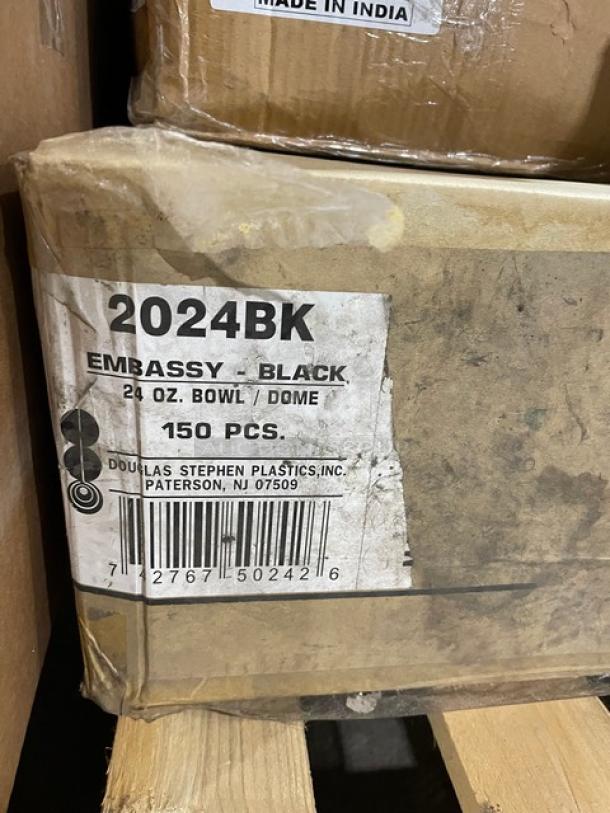 MADE IN INDIA
2024BK
EMBASSY - BLACK
24 OZ. BOWL / DOME
150 PCS.
DOUGLAS STEPHEN PLASTICS, INC.
PATERSON, NJ 07509
7 42767 50242 6